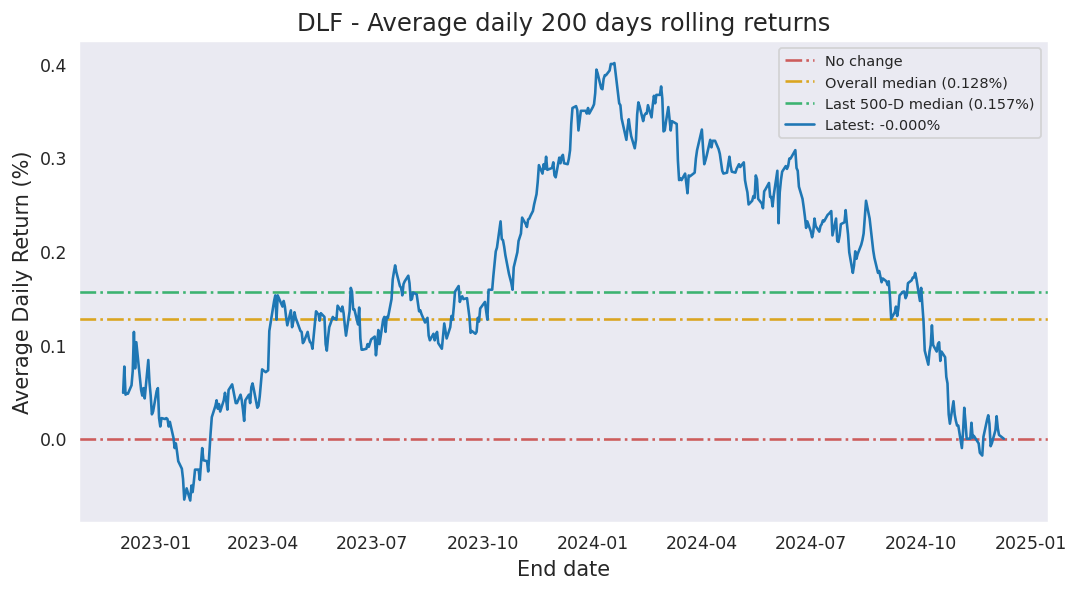 DLF - Average daily 200 days rolling returns
No change
Overall median (0.128%)
Last 500-D median (0.157%)
Latest: -0.000%
Average Daily Return (%)
0.4
0.3
0.2
0.1
0.0
2023-01 2023-04 2023-07 2023-10 2024-01 2024-04 2024-07 2024-10 2025-01
End date